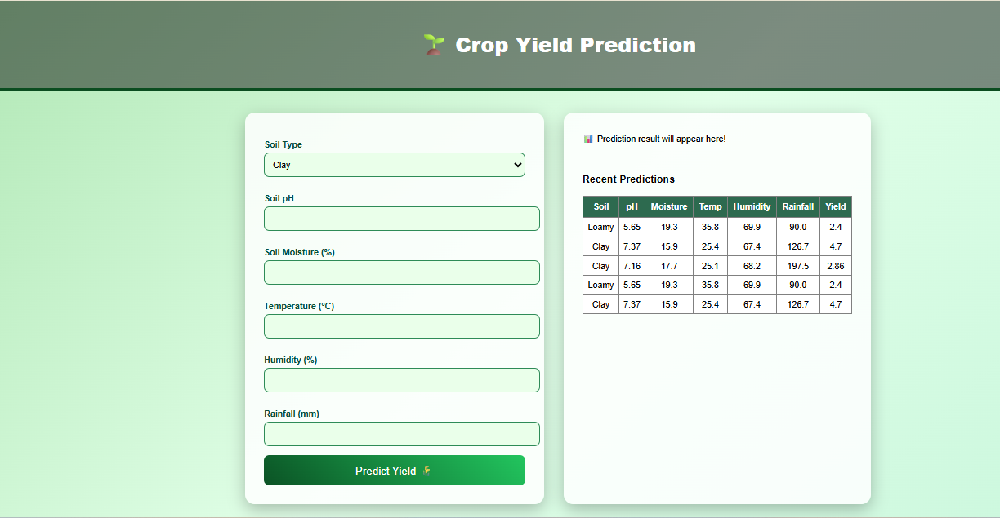 🌱 Crop Yield Prediction
Soil Type
Clay
Soil pH
Soil Moisture (%)
Temperature (°C)
Humidity (%)
Rainfall (mm)
Predict Yield 🌾
📊 Prediction result will appear here!
Recent Predictions
Soil pH Moisture Temp Humidity Rainfall Yield
Loamy 5.65 19.3 35.8 69.9 90.0 2.4
Clay 7.37 15.9 25.4 67.4 126.7 4.7
Clay 7.16 17.7 25.1 68.2 197.5 2.86
Loamy 5.65 19.3 35.8 69.9 90.0 2.4
Clay 7.37 15.9 25.4 67.4 126.7 4.7